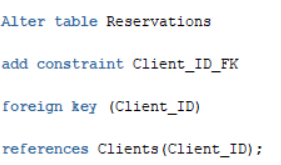 Alter table Reservations
add constraint Client_ID_FK
foreign key (Client_ID)
references Clients(Client_ID);